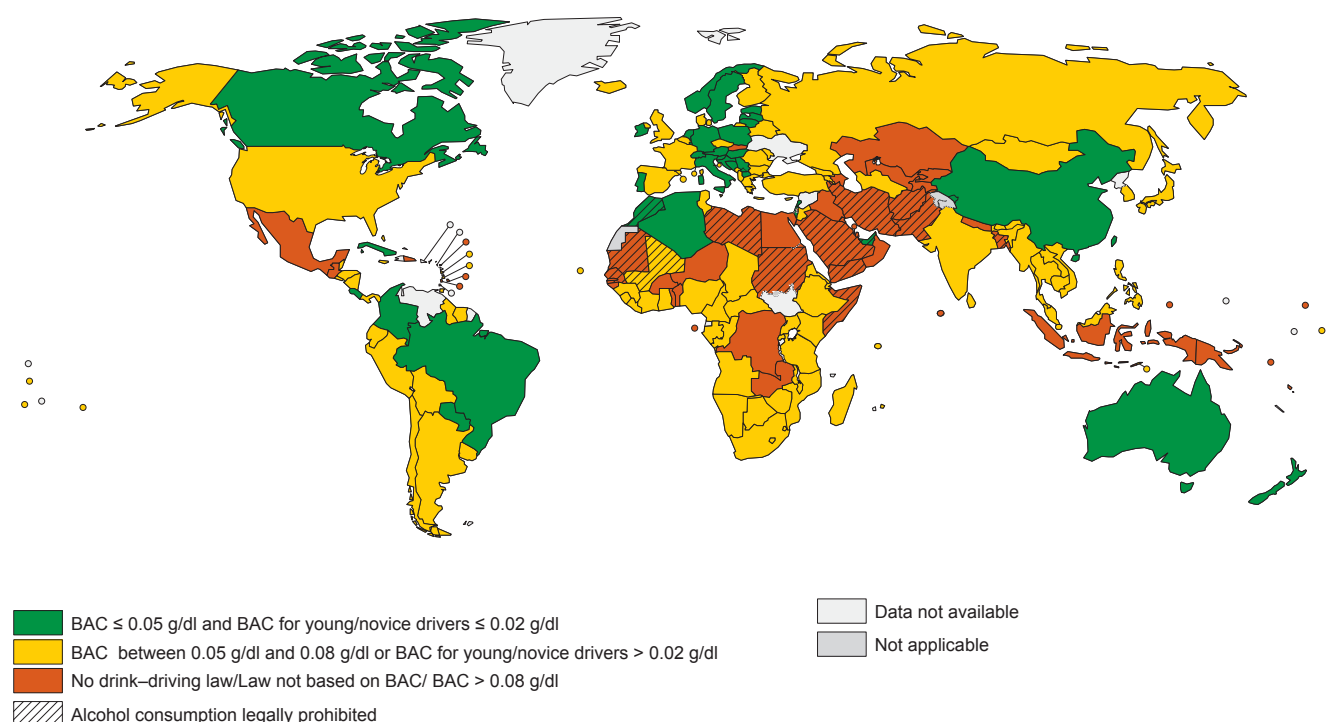 BAC ≤ 0.05 g/dl and BAC for young/novice drivers ≤ 0.02 g/dl
BAC between 0.05 g/dl and 0.08 g/dl or BAC for young/novice drivers > 0.02 g/dl
No drink–driving law/Law not based on BAC/ BAC > 0.08 g/dl
Alcohol consumption legally prohibited
Data not available
Not applicable